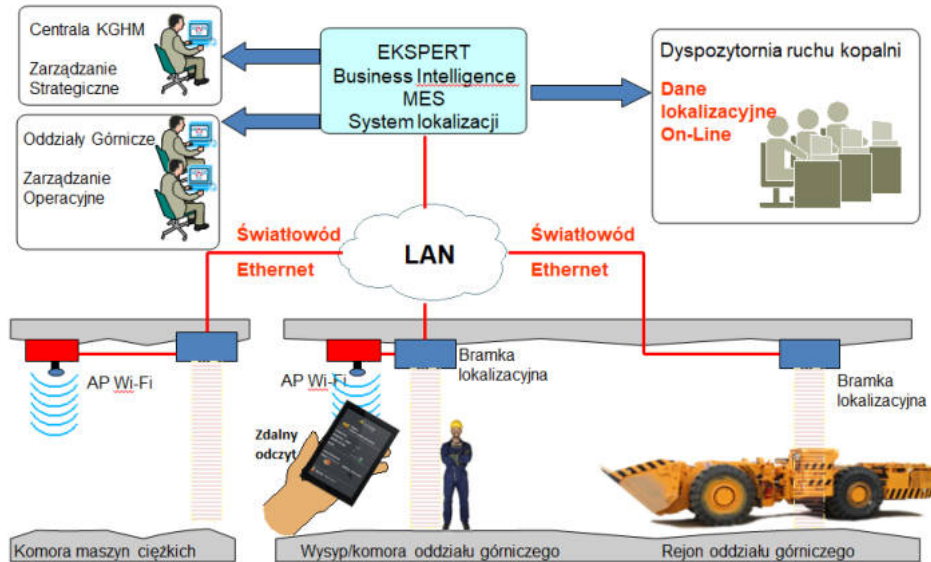 Centrala KGHM
Zarządzanie
Strategiczne
Oddziały Górnicze
Zarządzanie
Operacyjne
EKSPERT
Business Intelligence
MES
System lokalizacji
Dyspozytornia ruchu kopalni
Dane
lokalizacyjne
On-Line
Światłowód
Ethernet
LAN
Światłowód
Ethernet
AP Wi-Fi
AP Wi-Fi
Bramka
lokalizacyjna
Bramka
lokalizacyjna
Zdalny
odczyt
Komora maszyn ciężkich
Wysyp/komora oddziału górniczego
Rejon oddziału górniczego